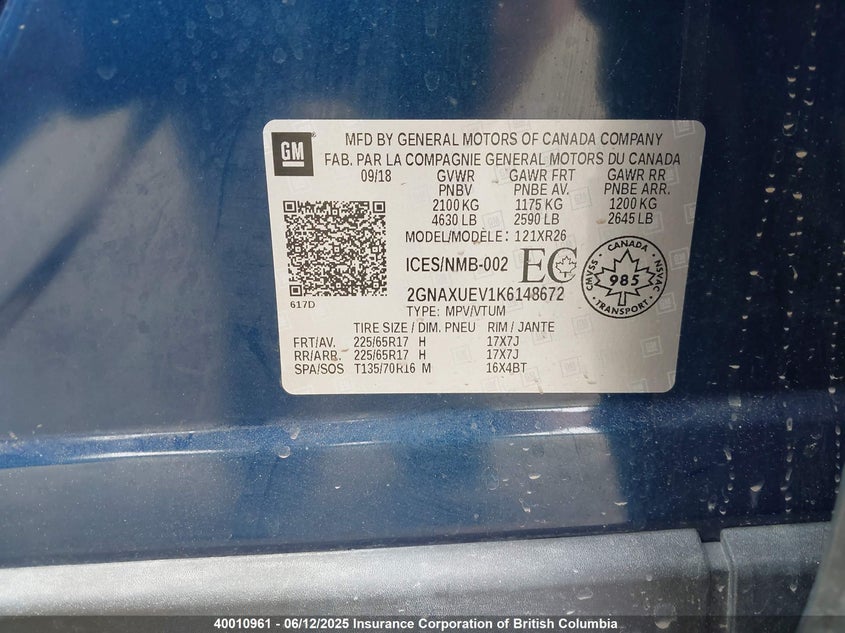 GM
MFD BY GENERAL MOTORS OF CANADA COMPANY
FAB. PAR LA COMPAGNIE GENERAL MOTORS DU CANADA
09/18 GVWR GAWR FRT GAWR RR
PNBV PNBE AV. PNBE ARR.
2100 KG 1175 KG 1200 KG
4630 LB 2590 LB 2645 LB
MODEL/MODÈLE: 121XR26
ICES/NMB-002 EC
CANADA
CMVSS 985 NSVAC
TRANSPORT
617D
2GNAXUEV1K6148672
TYPE: MPV/VTUM
TIRE SIZE / DIM. PNEU RIM / JANTE
FRT/AV. 225/65R17 H 17X7J
RR/ARR. 225/65R17 H 17X7J
SPA/SOS T135/70R16 M 16X4BT
40010961 - 06/12/2025 Insurance Corporation of British Columbia